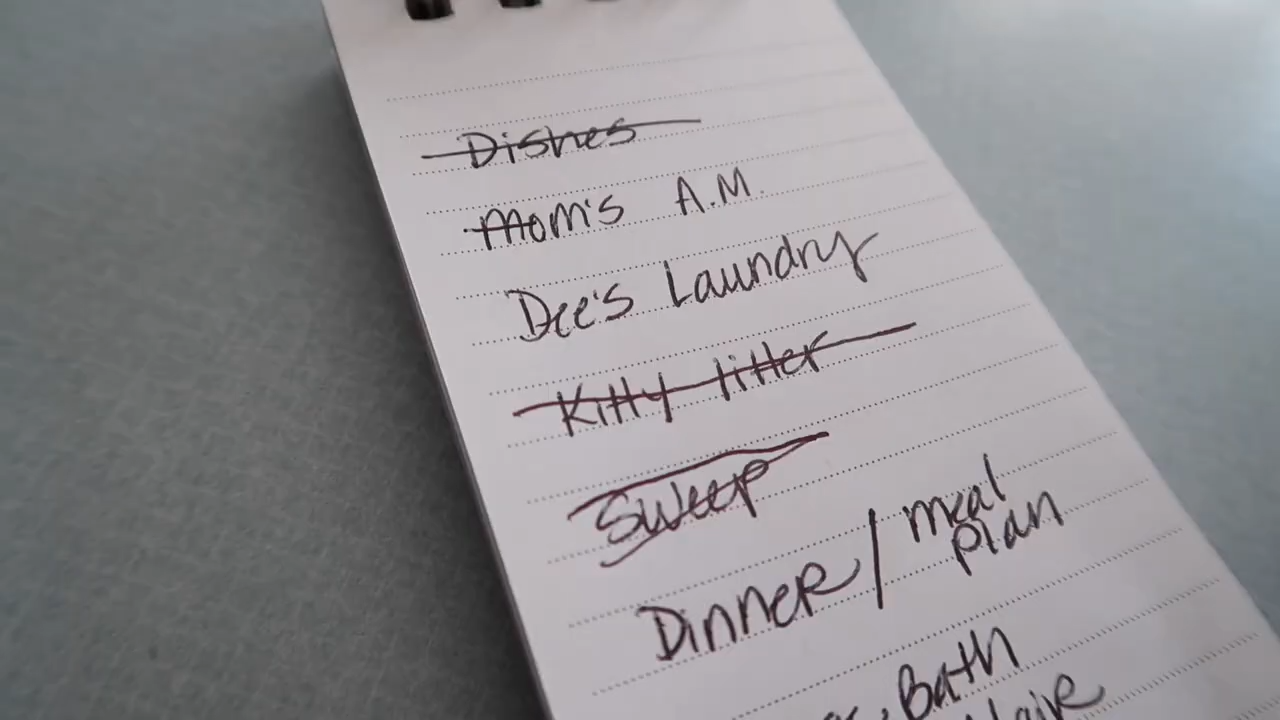 Dishes
Mom's A.M.
Dee's Laundry
Kitty litter
Sweep
Dinner / meal
plan
Bath